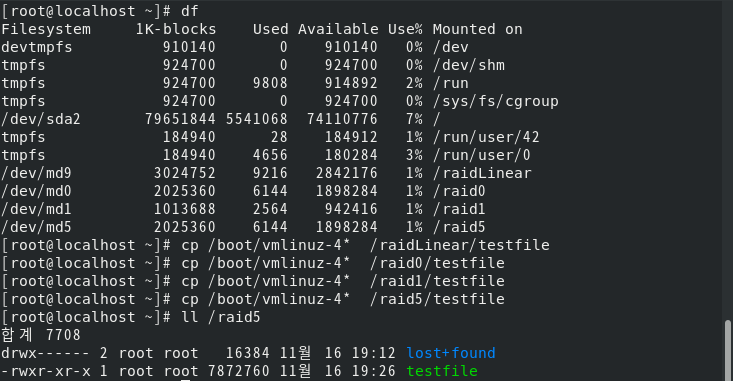 [root@localhost ~]# df
Filesystem     1K-blocks    Used Available Use% Mounted on
devtmpfs          910140       0    910140   0% /dev
tmpfs             924700       0    924700   0% /dev/shm
tmpfs             924700    9808    914892   2% /run
tmpfs             924700       0    924700   0% /sys/fs/cgroup
/dev/sda2       79651844 5541068  74110776   7% /
tmpfs             184940      28    184912   1% /run/user/42
tmpfs             184940    4656    180284   3% /run/user/0
/dev/md9         3024752    9216   2842176   1% /raidLinear
/dev/md0         2025360    6144   1898284   1% /raid0
/dev/md1         1013688    2564    942416   1% /raid1
/dev/md5         2025360    6144   1898284   1% /raid5
[root@localhost ~]# cp /boot/vmlinuz-4*  /raidLinear/testfile
[root@localhost ~]# cp /boot/vmlinuz-4*  /raid0/testfile
[root@localhost ~]# cp /boot/vmlinuz-4*  /raid1/testfile
[root@localhost ~]# cp /boot/vmlinuz-4*  /raid5/testfile
[root@localhost ~]# ll /raid5
합계 7708
drwx------ 2 root root   16384 11월  16 19:12 lost+found
-rwxr-xr-x 1 root root 7872760 11월  16 19:26 testfile